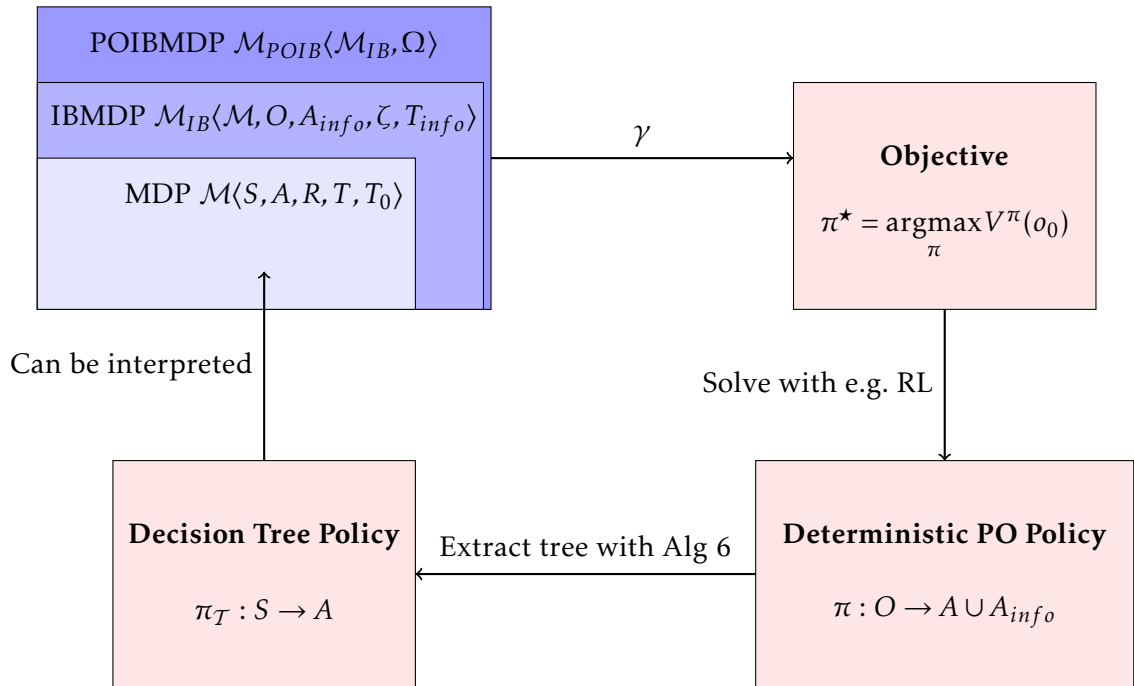 POIBMDP 𝓜_{POIB}⟨𝓜_{IB}, Ω⟩
IBMDP 𝓜_{IB}⟨𝓜, O, A_{info}, ζ, T_{info}⟩
MDP 𝓜⟨S, A, R, T, T_0⟩
γ
Objective
π^⋆ = argmax V^π(o_0)
π
Can be interpreted
Solve with e.g. RL
Decision Tree Policy
π_𝒯 : S → A
Extract tree with Alg 6
Deterministic PO Policy
π : O → A ∪ A_{info}